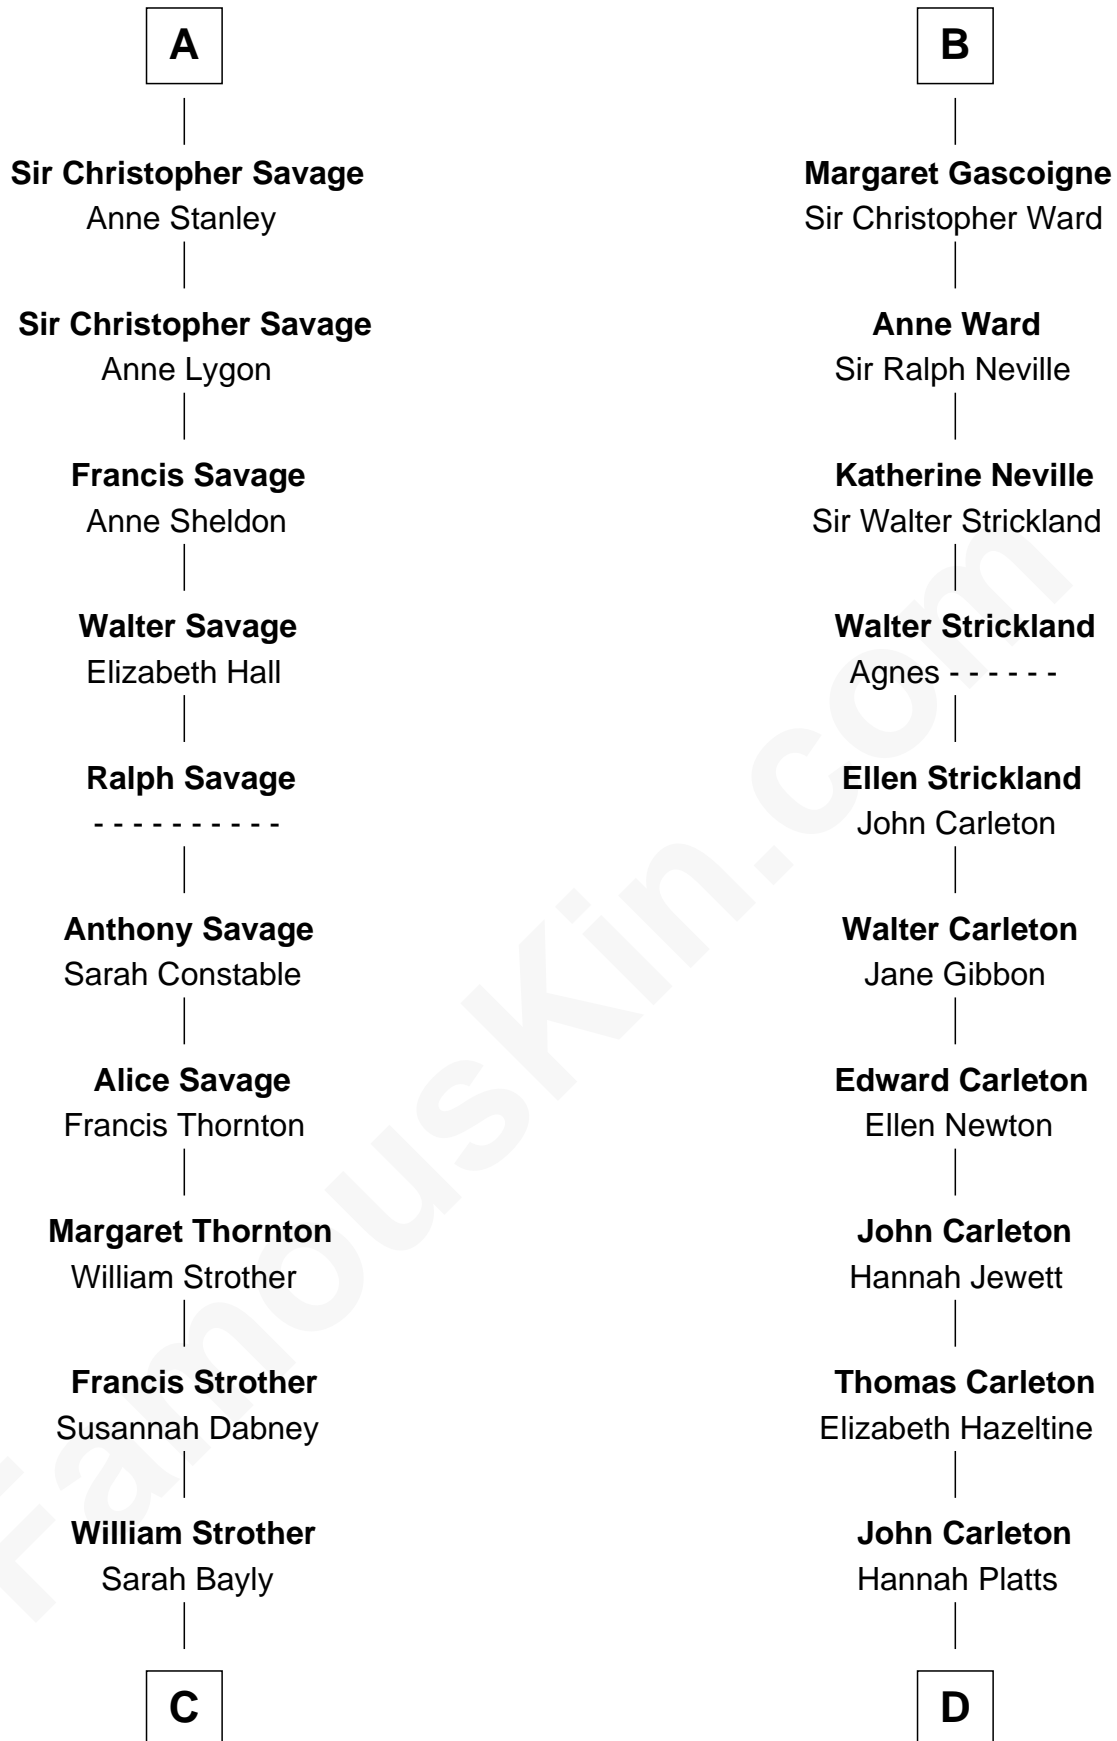 A
Sir Christopher Savage
Anne Stanley
Sir Christopher Savage
Anne Lygon
Francis Savage
Anne Sheldon
Walter Savage
Elizabeth Hall
Ralph Savage
- - - - - - - - - -
Anthony Savage
Sarah Constable
Alice Savage
Francis Thornton
Margaret Thornton
William Strother
Francis Strother
Susannah Dabney
William Strother
Sarah Bayly
C
B
Margaret Gascoigne
Sir Christopher Ward
Anne Ward
Sir Ralph Neville
Katherine Neville
Sir Walter Strickland
Walter Strickland
Agnes - - - - - -
Ellen Strickland
John Carleton
Walter Carleton
Jane Gibbon
Edward Carleton
Ellen Newton
John Carleton
Hannah Jewett
Thomas Carleton
Elizabeth Hazeltine
John Carleton
Hannah Platts
D
FamousKin.com